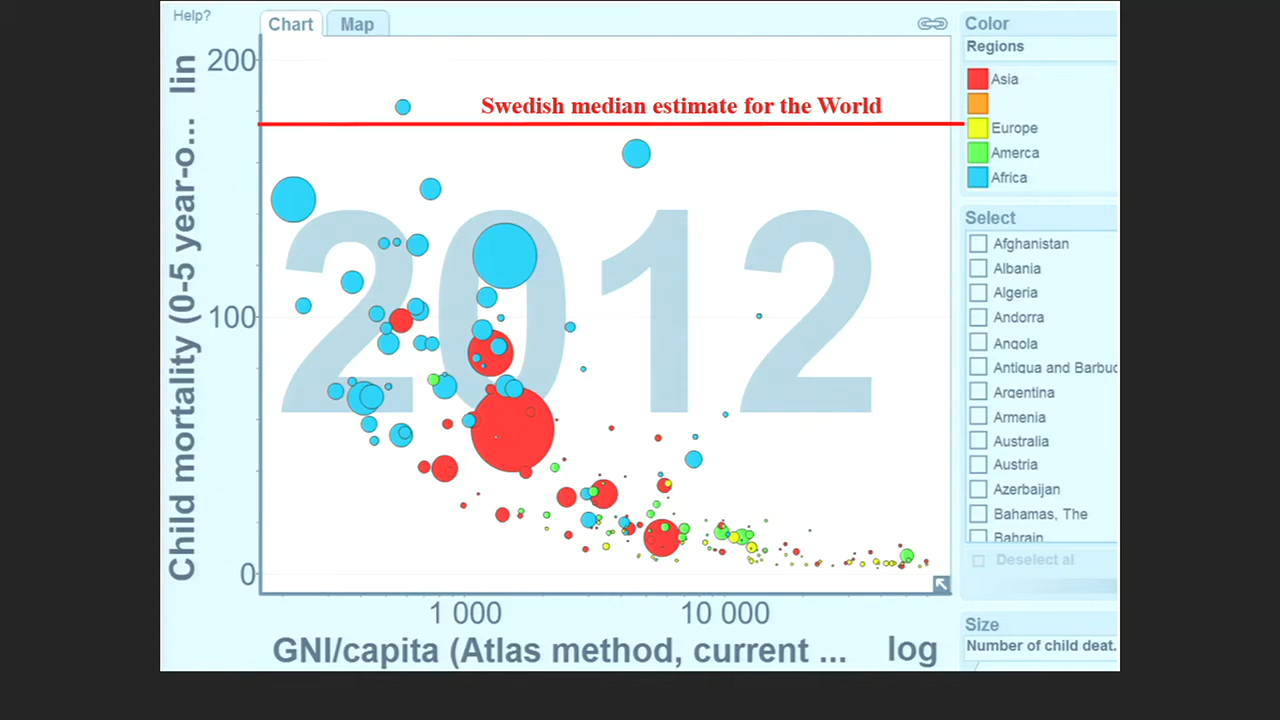 Help?
Chart
Map
Color
Regions
Asia
Europe
Amerca
Africa
Swedish median estimate for the World
200
100
0
2012
Child mortality (0-5 year-o... lin
1 000
10 000
GNI/capita (Atlas method, current ... log
Select
Afghanistan
Albania
Algeria
Andorra
Angola
Antigua and Barbuc
Argentina
Armenia
Australia
Austria
Azerbaijan
Bahamas, The
Bahrain
Deselect al
Size
Number of child deat.